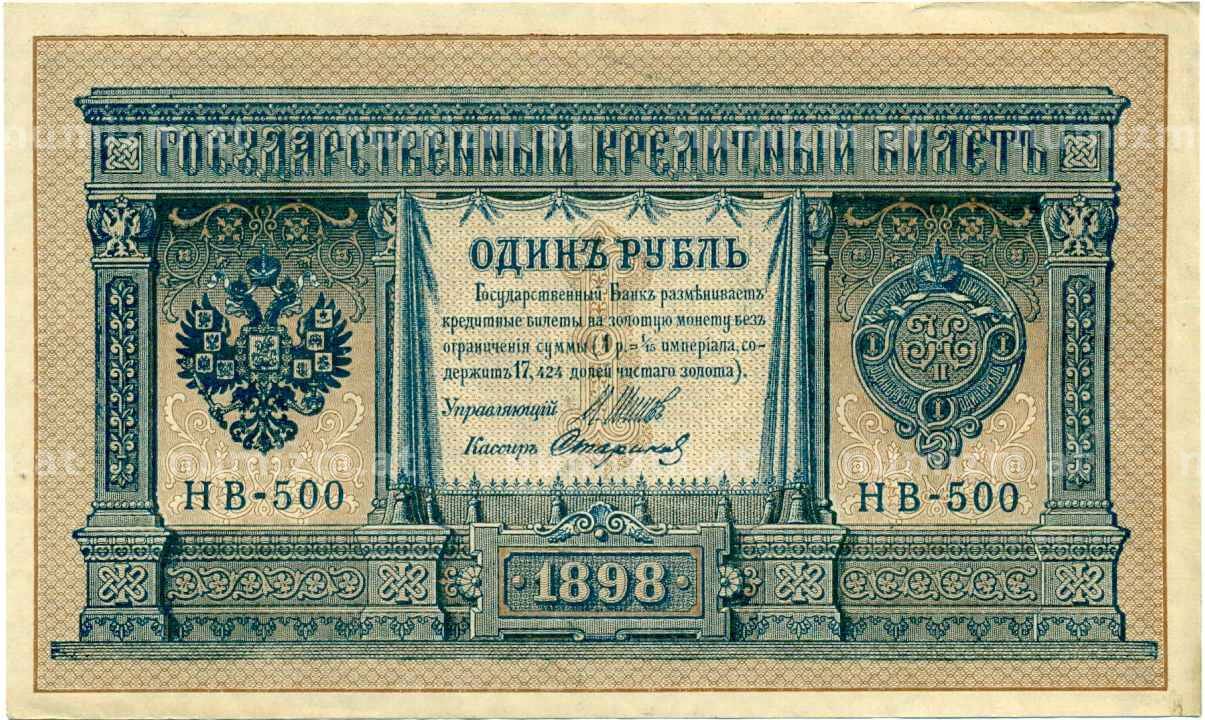 ГОСУДАРСТВЕННЫЙ КРЕДИТНЫЙ БИЛЕТЪ
ОДИНЪ РУБЛЬ
Государственный Банкъ размѣниваетъ
кредитные билеты на золотую монету безъ
ограниченія суммы (1 р. = 1/15 имперіала, со-
держитъ 17,424 долей чистаго золота).
Управляющій
Кассиръ
НВ-500
НВ-500
1898